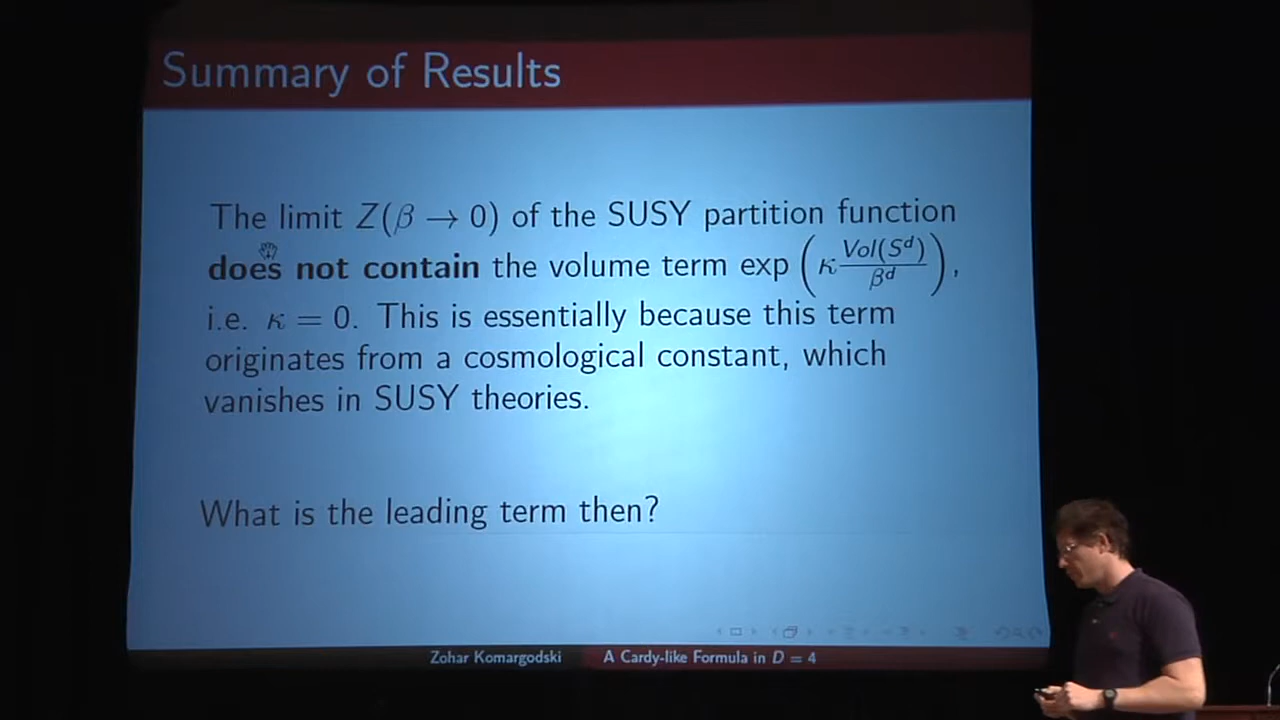 Summary of Results
The limit Z(β → 0) of the SUSY partition function
does not contain the volume term exp (κ Vol(S^d)/β^d),
i.e. κ = 0. This is essentially because this term
originates from a cosmological constant, which
vanishes in SUSY theories.
What is the leading term then?
Zohar Komargodski A Cardy-like Formula in D = 4